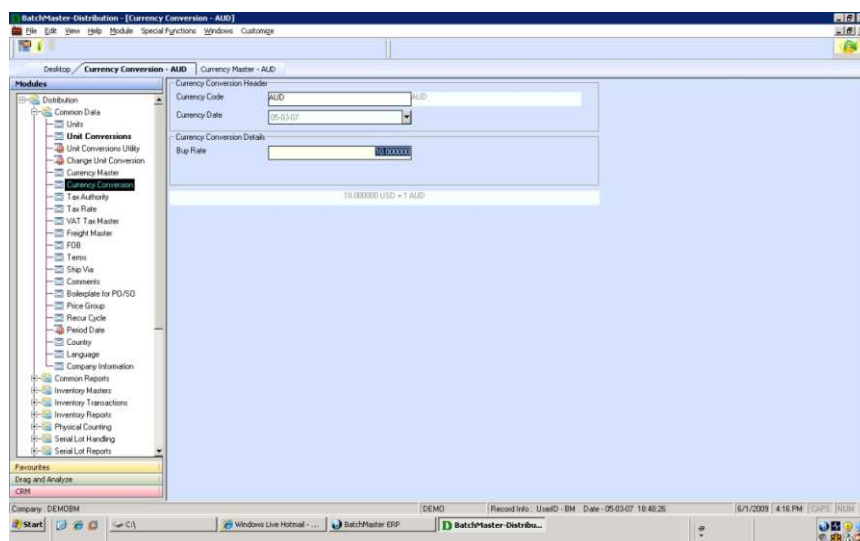 BatchMaster-Distribution - [Currency Conversion - AUD]
File Edit View Help Module Special Functions Windows Customize
Desktop Currency Conversion - AUD Currency Master - AUD
Modules
Distribution
Common Data
Units
Unit Conversions
Unit Conversions Utility
Change Unit Conversion
Currency Master
Currency Conversion
Tax Authority
Tax Rate
VAT Tax Master
Freight Master
FOB
Terms
Ship Via
Comments
Boilerplate for PO/SO
Price Group
Recur Cycle
Period Date
Country
Language
Company Information
Common Reports
Inventory Masters
Inventory Transactions
Inventory Reports
Physical Counting
Serial Lot Handling
Serial Lot Reports
Favourites
Drag and Analyze
CRM
Currency Conversion Header
Currency Code AUD AUD
Currency Date 05-03-07
Currency Conversion Details
Buy Rate 18.000000
18.000000 USD = 1 AUD
Company : DEMOBM DEMO Record Info : UserID - BM Date - 05-03-07 18:48:26 6/1/2009 4:16 PM CAPS NUM
Start C:\ Windows Live Hotmail - ... BatchMaster ERP BatchMaster-Distribu...